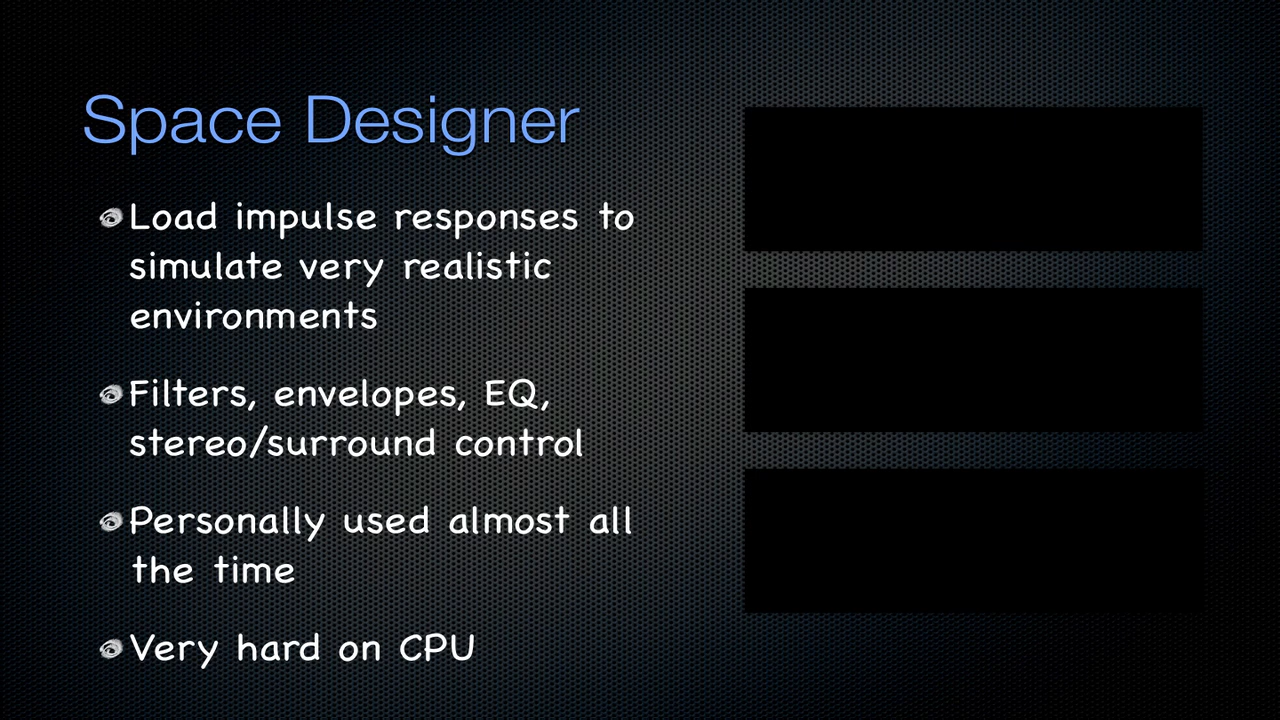 Space Designer
Load impulse responses to
simulate very realistic
environments
Filters, envelopes, EQ,
stereo/surround control
Personally used almost all
the time
Very hard on CPU